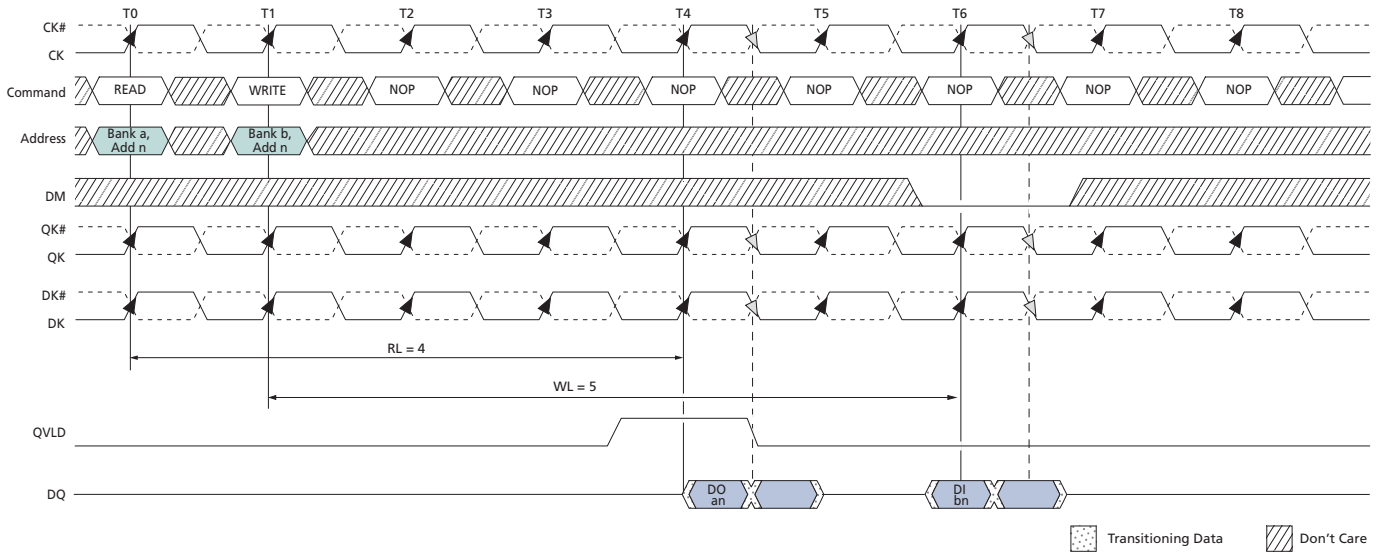 T0 T1 T2 T3 T4 T5 T6 T7 T8
CK#
CK
Command READ WRITE NOP NOP NOP NOP NOP NOP NOP
Address Bank a, Add n Bank b, Add n
DM
QK#
QK
DK#
DK
RL = 4
WL = 5
QVLD
DQ DO an DI bn
Transitioning Data Don't Care